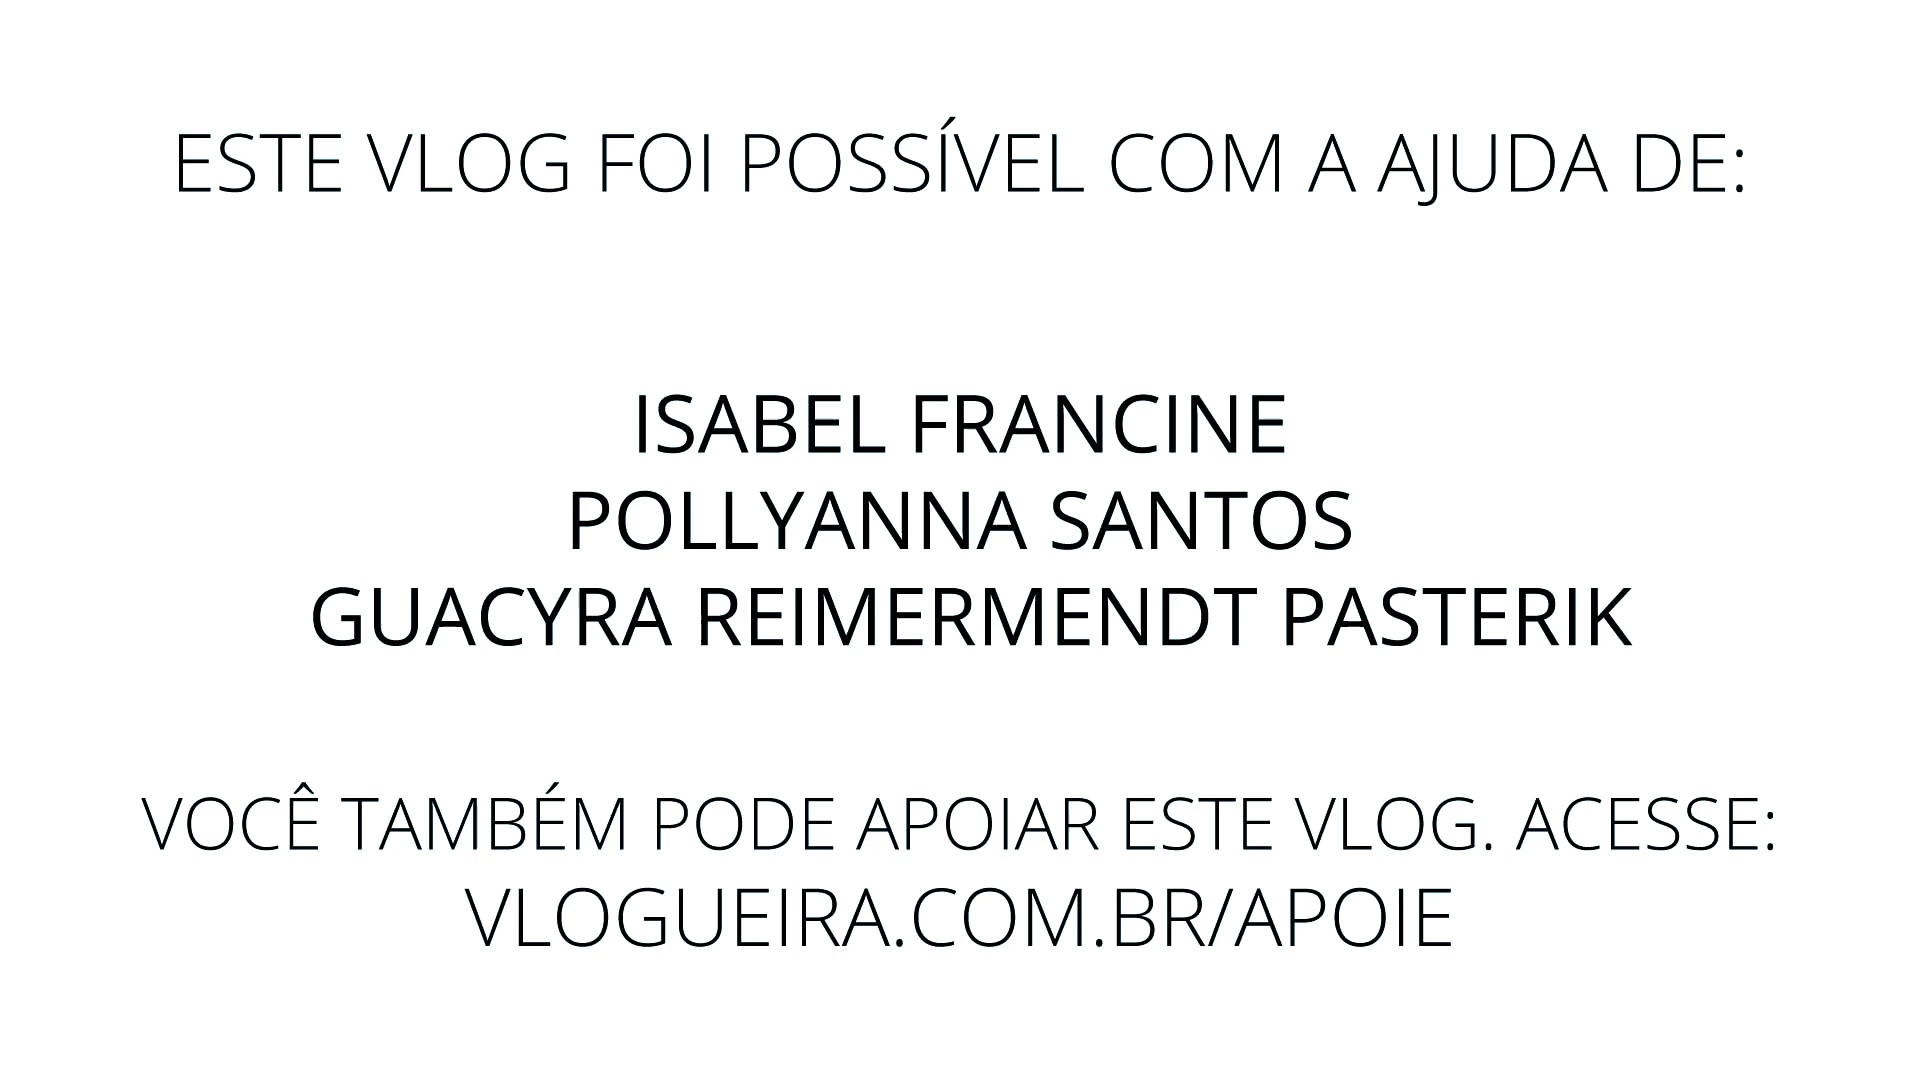 ESTE VLOG FOI POSSÍVEL COM A AJUDA DE:
ISABEL FRANCINE
POLLYANNA SANTOS
GUACYRA REIMERMENDT PASTERIK
VOCÊ TAMBÉM PODE APOIAR ESTE VLOG. ACESSE:
VLOGUEIRA.COM.BR/APOIE